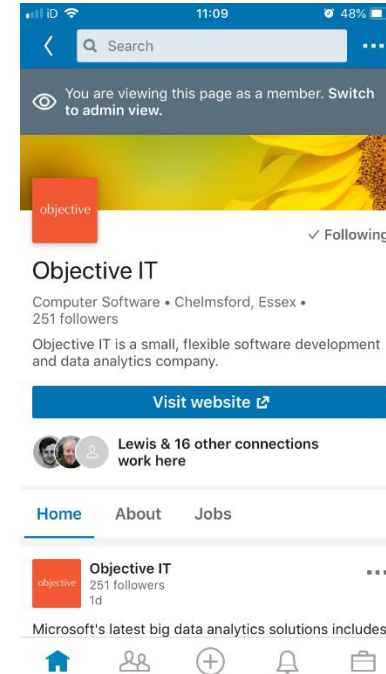 iD 11:09 48%
Search
You are viewing this page as a member. Switch
to admin view.
objective
Following
Objective IT
Computer Software • Chelmsford, Essex •
251 followers
Objective IT is a small, flexible software development
and data analytics company.
Visit website
Lewis & 16 other connections
work here
Home About Jobs
objective
Objective IT
251 followers
1d
Microsoft's latest big data analytics solutions includes